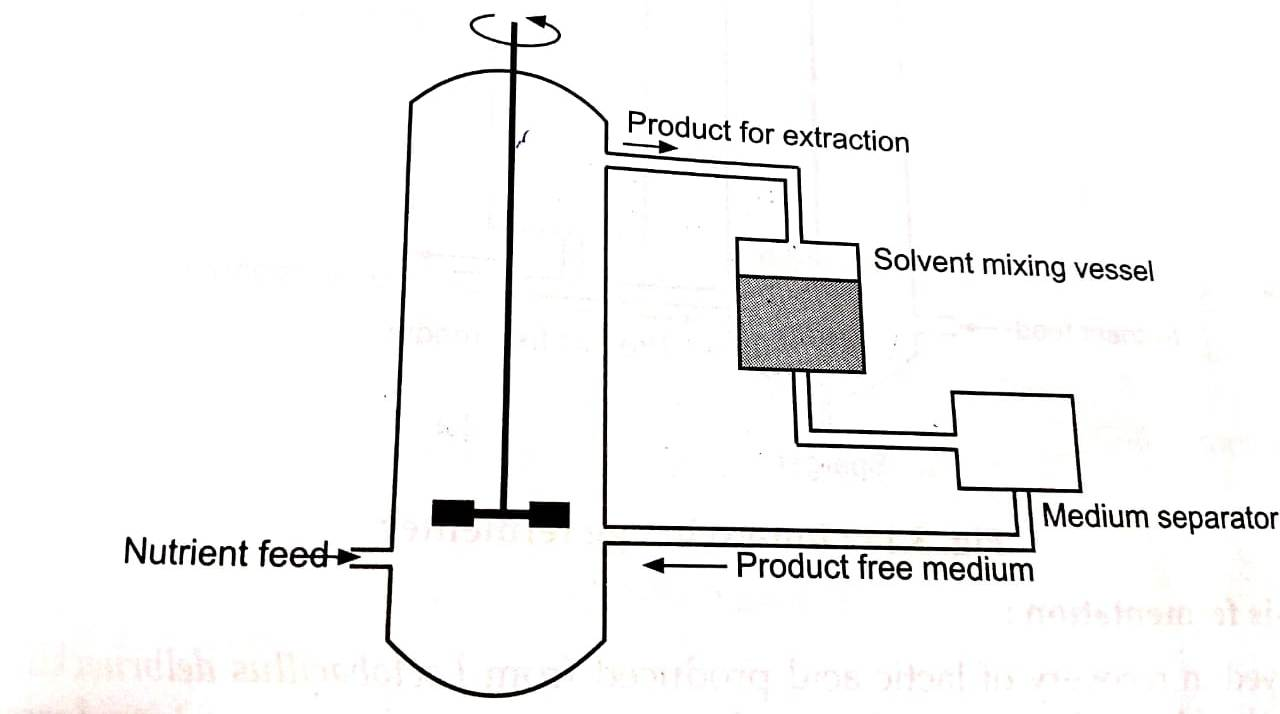 Product for extraction
Solvent mixing vessel
Medium separator
Nutrient feed
Product free medium